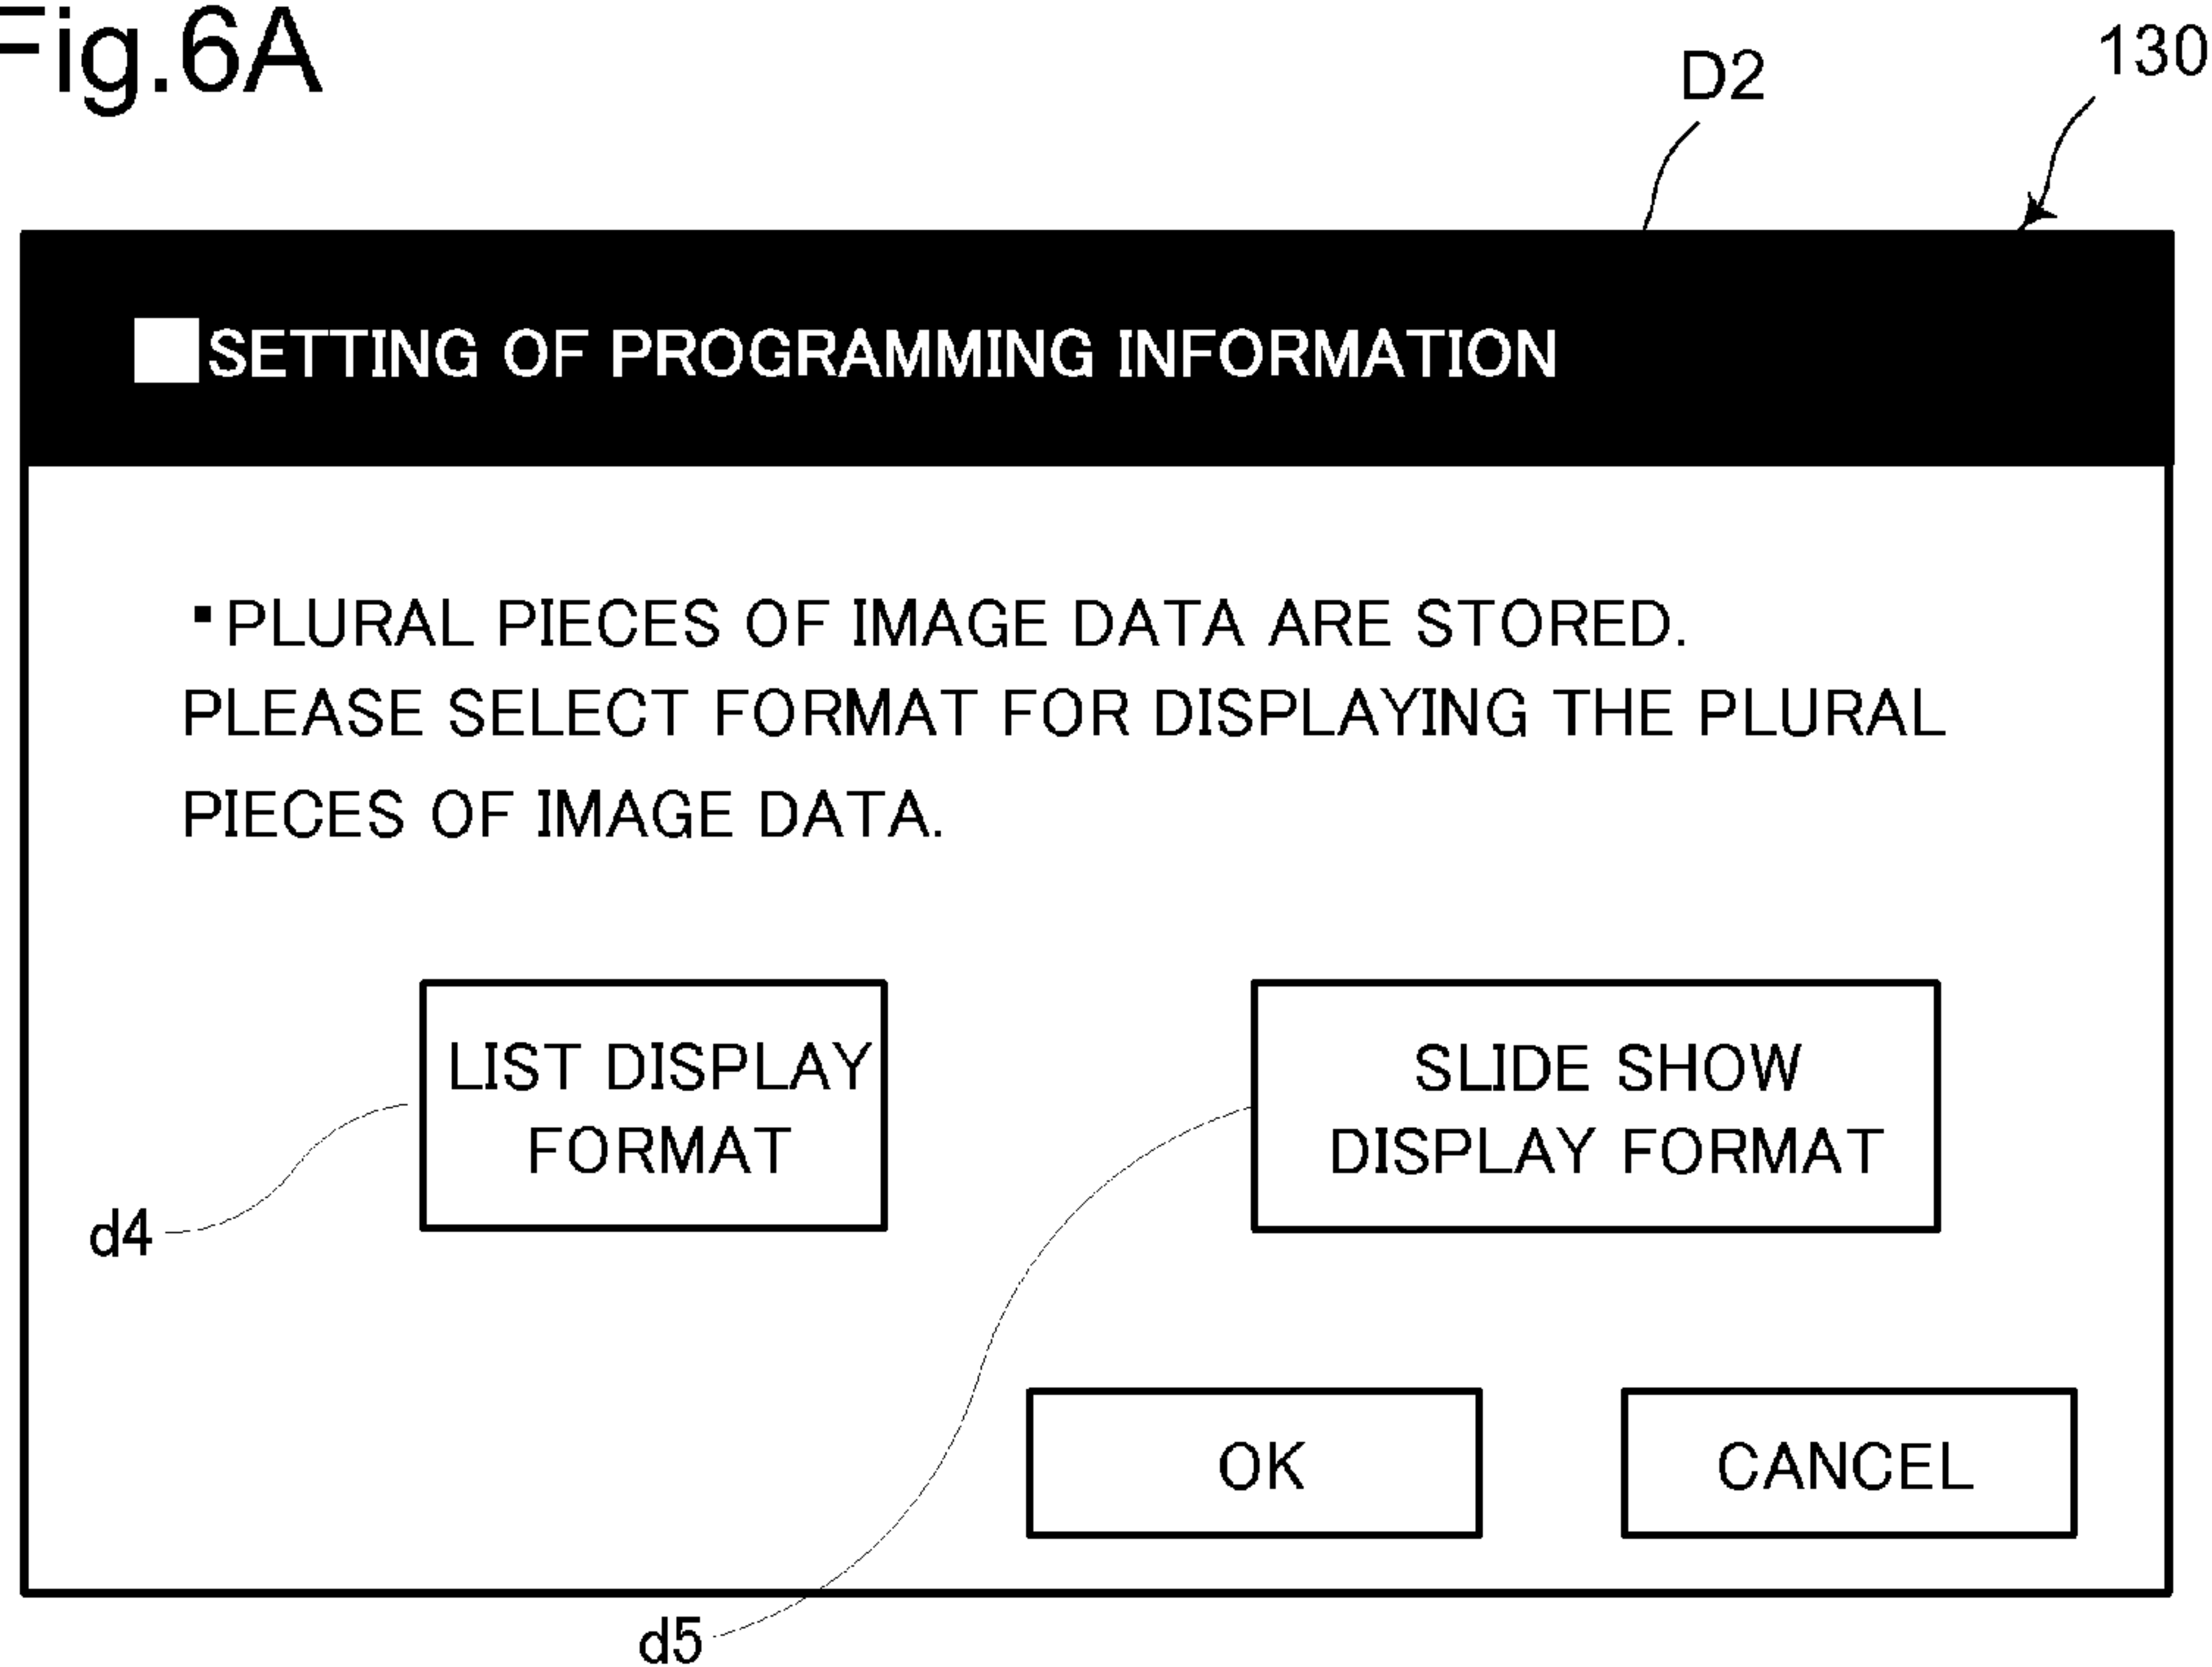 Fig.6A
D2
130
SETTING OF PROGRAMMING INFORMATION
▪PLURAL PIECES OF IMAGE DATA ARE STORED.
PLEASE SELECT FORMAT FOR DISPLAYING THE PLURAL
PIECES OF IMAGE DATA.
LIST DISPLAY
FORMAT
SLIDE SHOW
DISPLAY FORMAT
d4
OK
CANCEL
d5